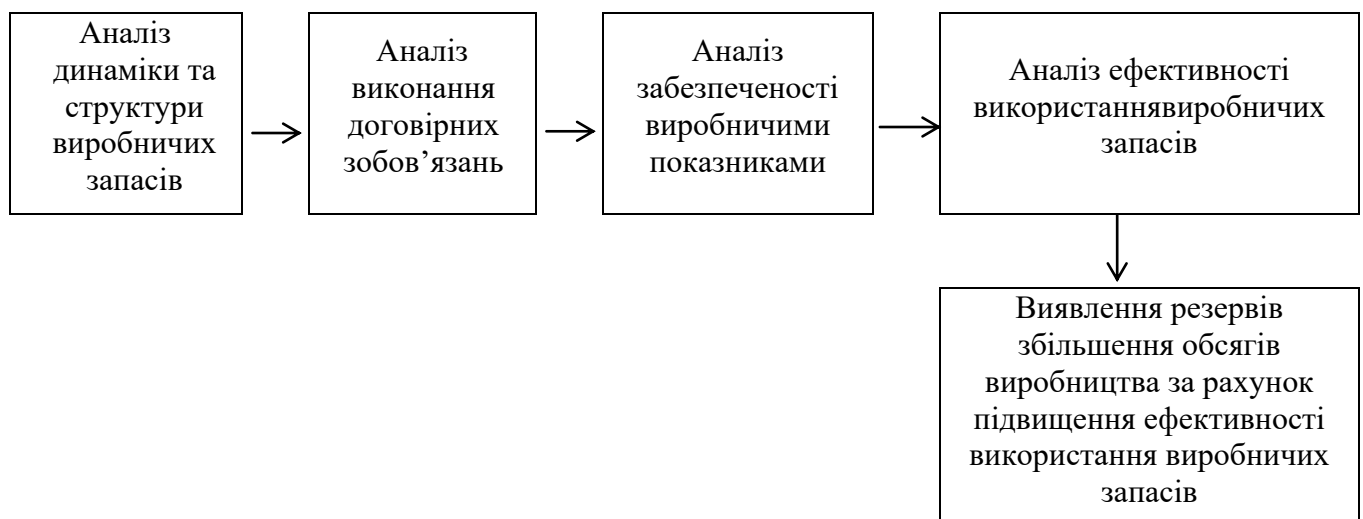 Аналіз
динаміки та
структури
виробничих
запасів
Аналіз
виконання
договірних
зобов’язань
Аналіз
забезпеченості
виробничими
показниками
Аналіз ефективності
використаннявиробничих
запасів
Виявлення резервів
збільшення обсягів
виробництва за рахунок
підвищення ефективності
використання виробничих
запасів